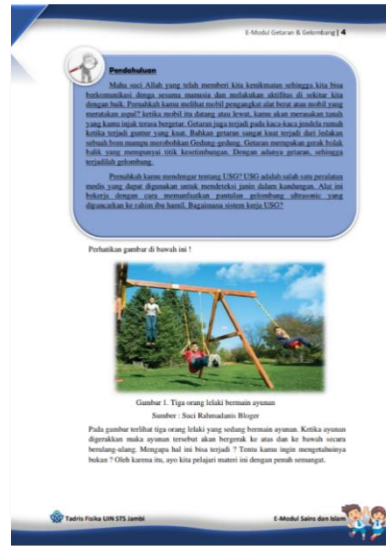 E-Modul Getaran & Gelombang | 4
Pendahuluan
Maha suci Allah yang telah memberi kita kenikmatan sehingga kita bisa
berkomunikasi denga sesama manusia dan melakukan aktifitas di sekitar kita
dengan baik. Pernahkah kamu melihat mobil pengangkut alat berat atau mobil yang
meratakan aspal? ketika mobil itu datang atau lewat, kamu akan merasakan tanah
yang kamu injak terasa bergetar. Getaran juga terjadi pada kaca-kaca jendela rumah
ketika terjadi guntur yang kuat. Bahkan getaran sangat kuat terjadi dari ledakan
sebuah bom mampu merobohkan Gedung-gedung. Getaran merupakan gerak bolak
balik yang mempunyai titik kesetimbangan. Dengan adanya getaran, sehingga
terjadilah gelombang.
Pernahkah kamu mendengar tentang USG? USG adalah salah satu peralatan
medis yang dapat digunakan untuk mendeteksi janin dalam kandungan. Alat ini
bekerja dengan cara memanfaatkan pantulan gelombang ultrasonic yang
dipancarkan ke rahim ibu hamil. Bagaimana sistem kerja USG?
Perhatikan gambar di bawah ini !
Gambar 1. Tiga orang lelaki bermain ayunan
Sumber : Suci Rahmadanis Bloger
Pada gambar terlihat tiga orang lelaki yang sedang bermain ayunan. Ketika ayunan
digerakkan maka ayunan tersebut akan bergerak ke atas dan ke bawah secara
berulang-ulang. Mengapa hal ini bisa terjadi ? Tentu kamu ingin mengetahuinya
bukan ? Oleh karena itu, ayo kita pelajari materi ini dengan penuh semangat.
Tadris Fisika UIN STS Jambi
E-Modul Sains dan Islam